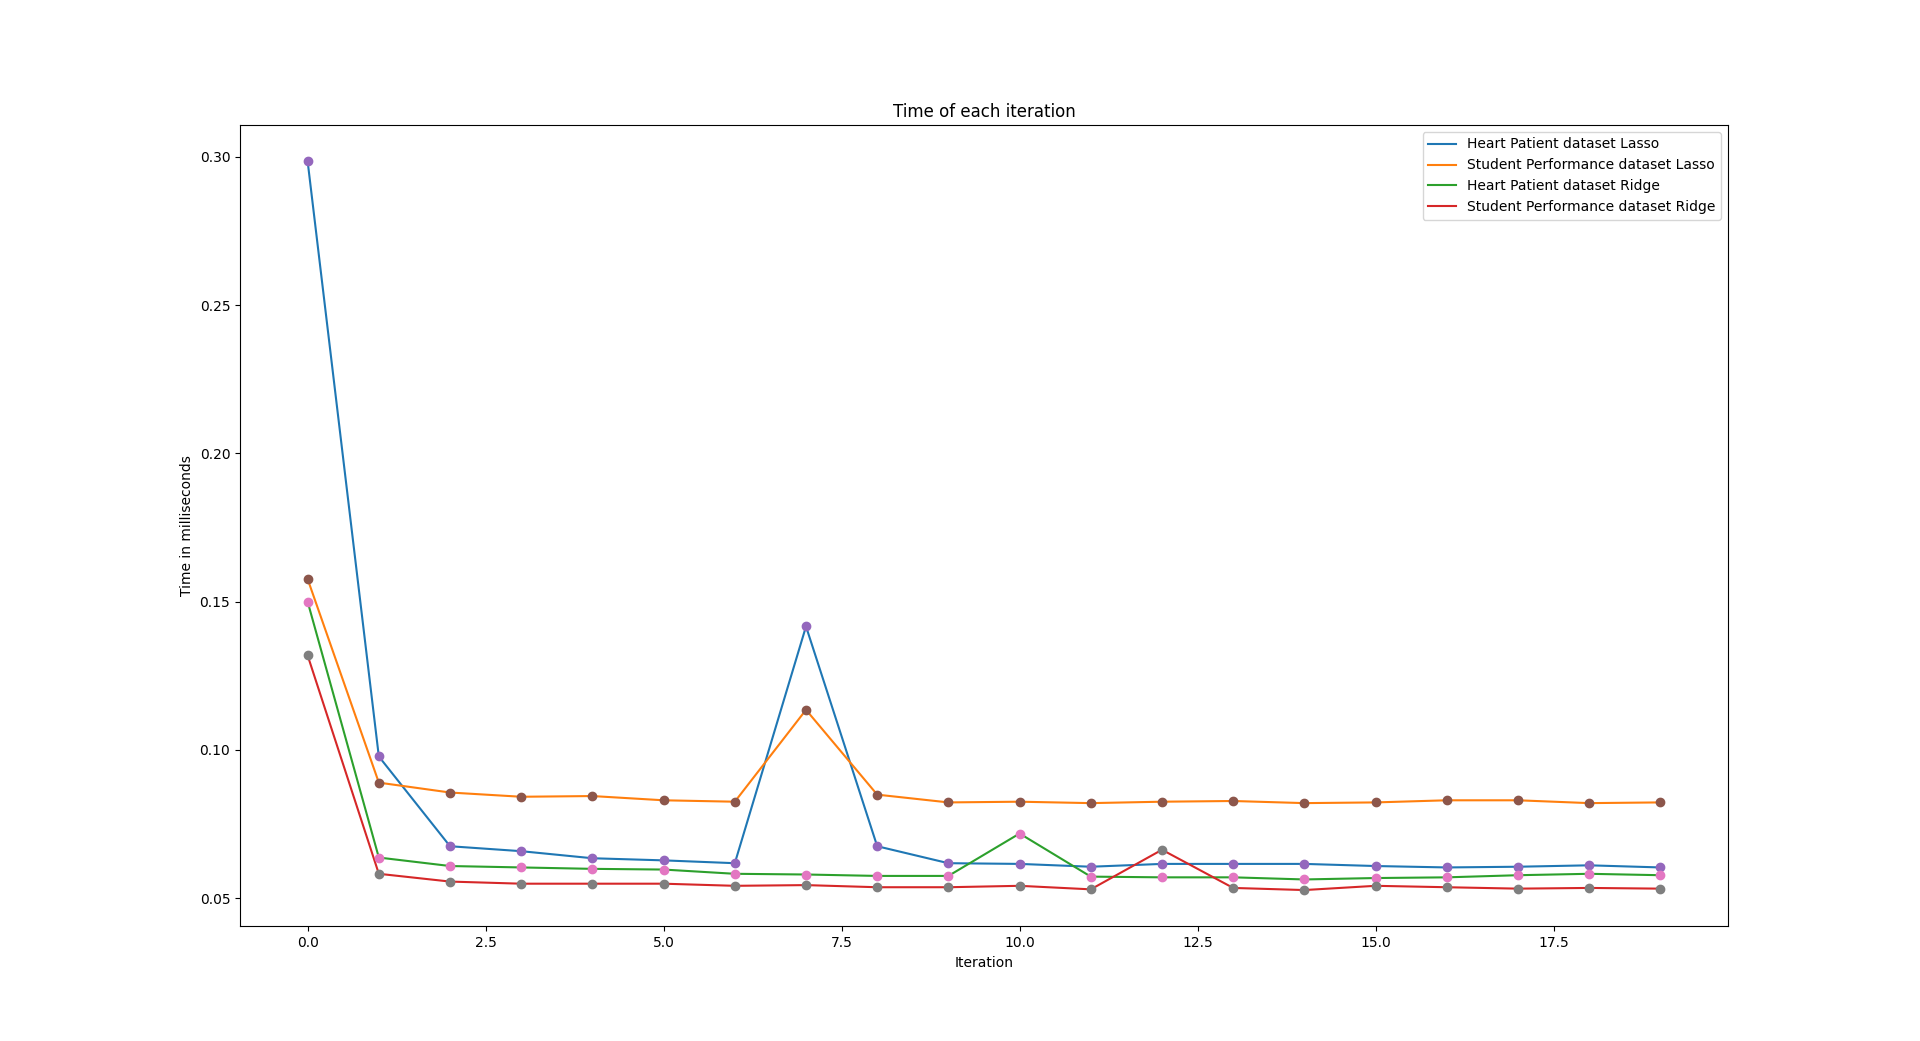 Time of each iteration
Heart Patient dataset Lasso
Student Performance dataset Lasso
Heart Patient dataset Ridge
Student Performance dataset Ridge
Time in milliseconds
0.30
0.25
0.20
0.15
0.10
0.05
0.0 2.5 5.0 7.5 10.0 12.5 15.0 17.5
Iteration